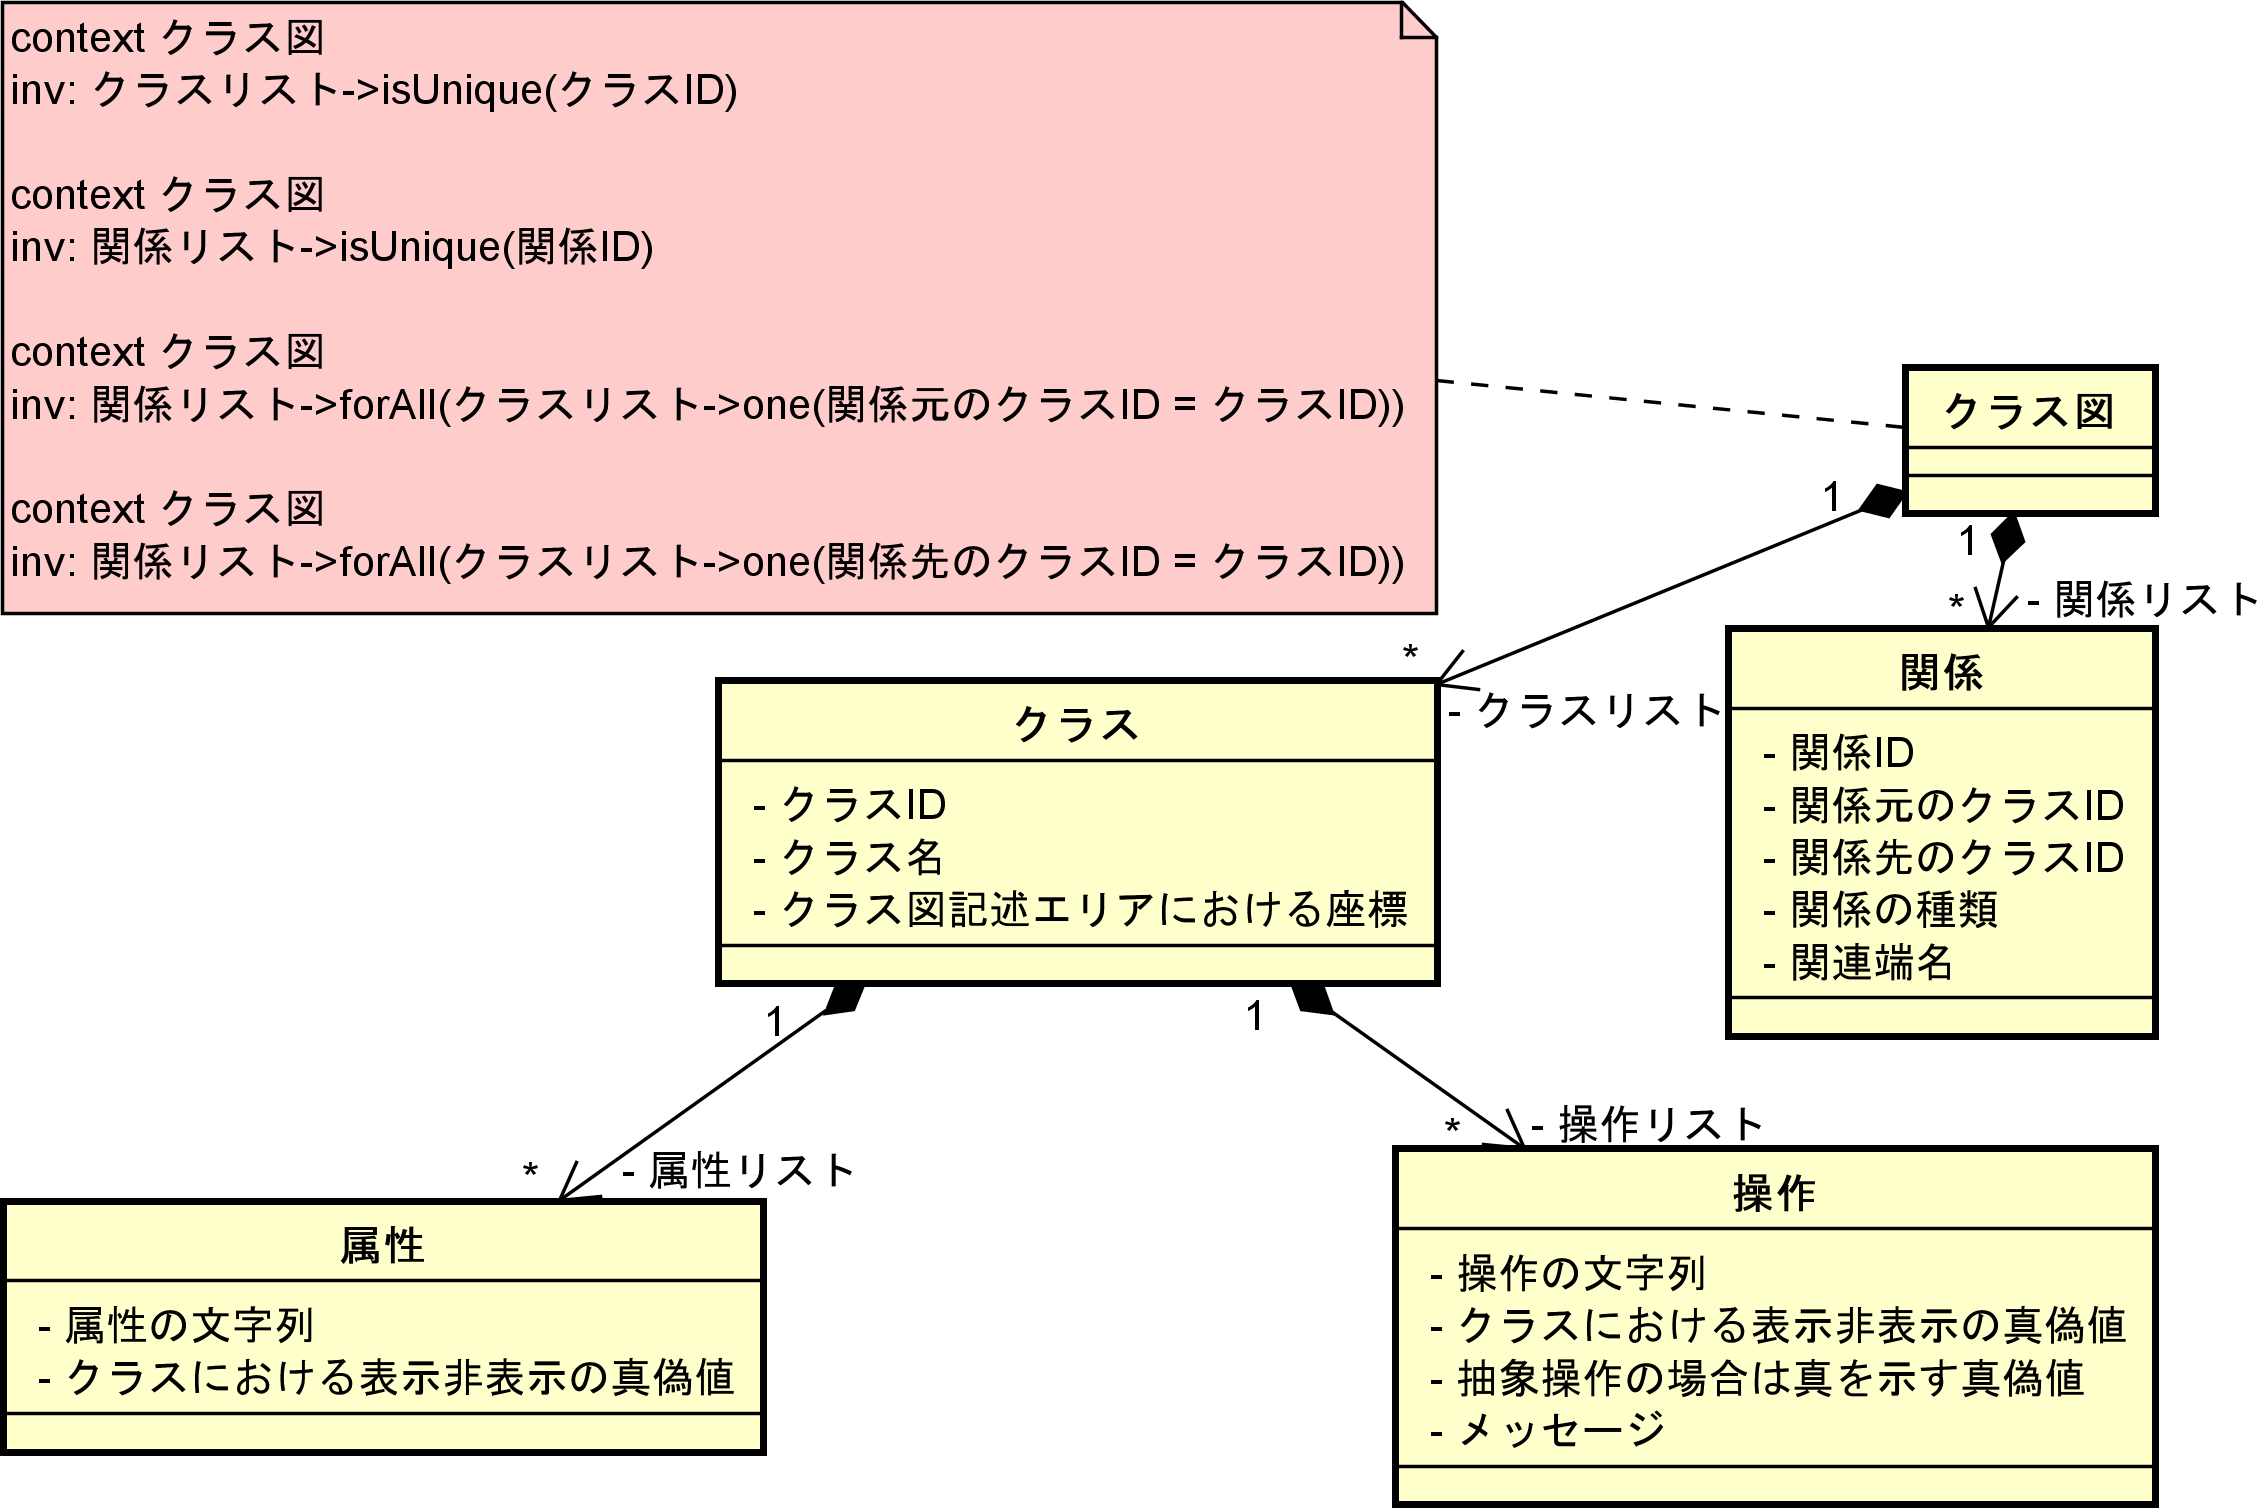 context クラス図
inv: クラスリスト->isUnique(クラスID)
context クラス図
inv: 関係リスト->isUnique(関係ID)
context クラス図
inv: 関係リスト->forAll(クラスリスト->one(関係元のクラスID = クラスID))
context クラス図
inv: 関係リスト->forAll(クラスリスト->one(関係先のクラスID = クラスID))
クラス図
1
1
* - 関係リスト
*
- クラスリスト
関係
- 関係ID
- 関係元のクラスID
- 関係先のクラスID
- 関係の種類
- 関連端名
クラス
- クラスID
- クラス名
- クラス図記述エリアにおける座標
1
1
* - 属性リスト
* - 操作リスト
属性
- 属性の文字列
- クラスにおける表示非表示の真偽値
操作
- 操作の文字列
- クラスにおける表示非表示の真偽値
- 抽象操作の場合は真を示す真偽値
- メッセージ